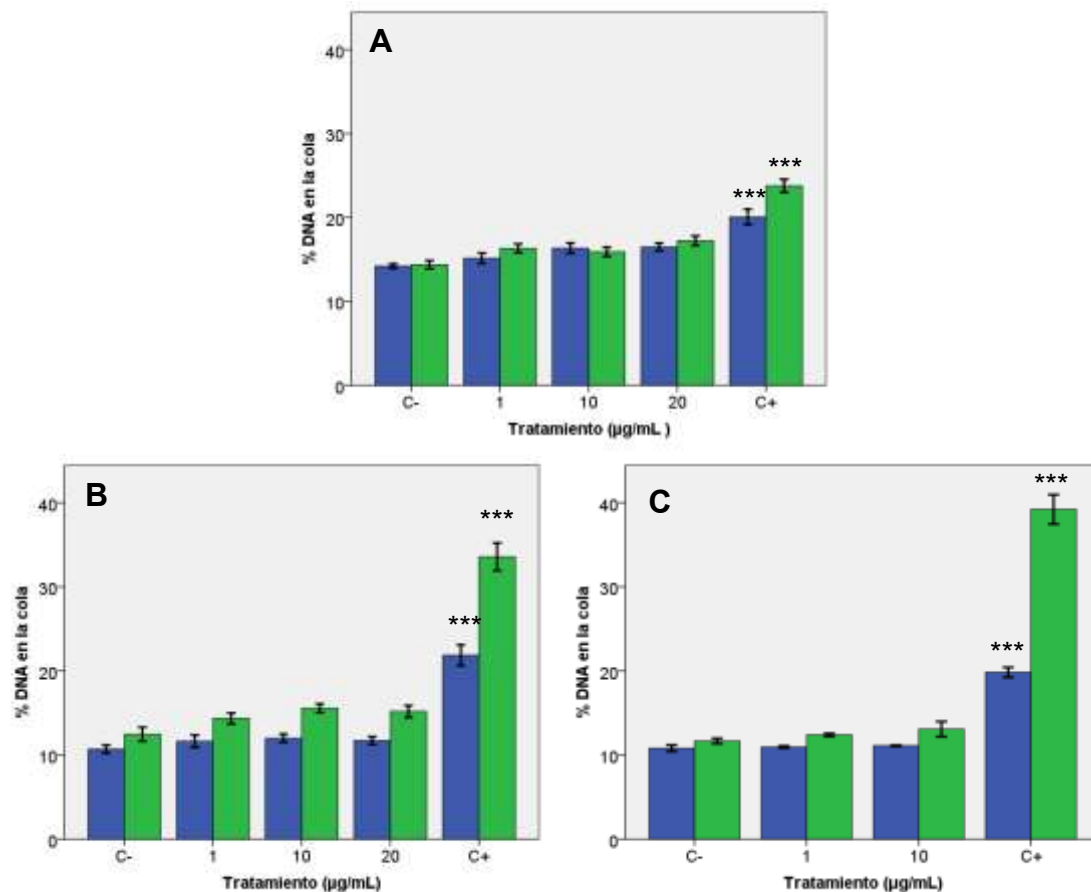 A
% DNA en la cola
40
30
20
10
0
***
***
C- 1 10 20 C+
Tratamiento (µg/mL )
B
% DNA en la cola
40
30
20
10
0
***
***
C- 1 10 20 C+
Tratamiento (µg/mL)
C
% DNA en la cola
40
30
20
10
0
***
***
C- 1 10 C+
Tratamiento (µg/mL)